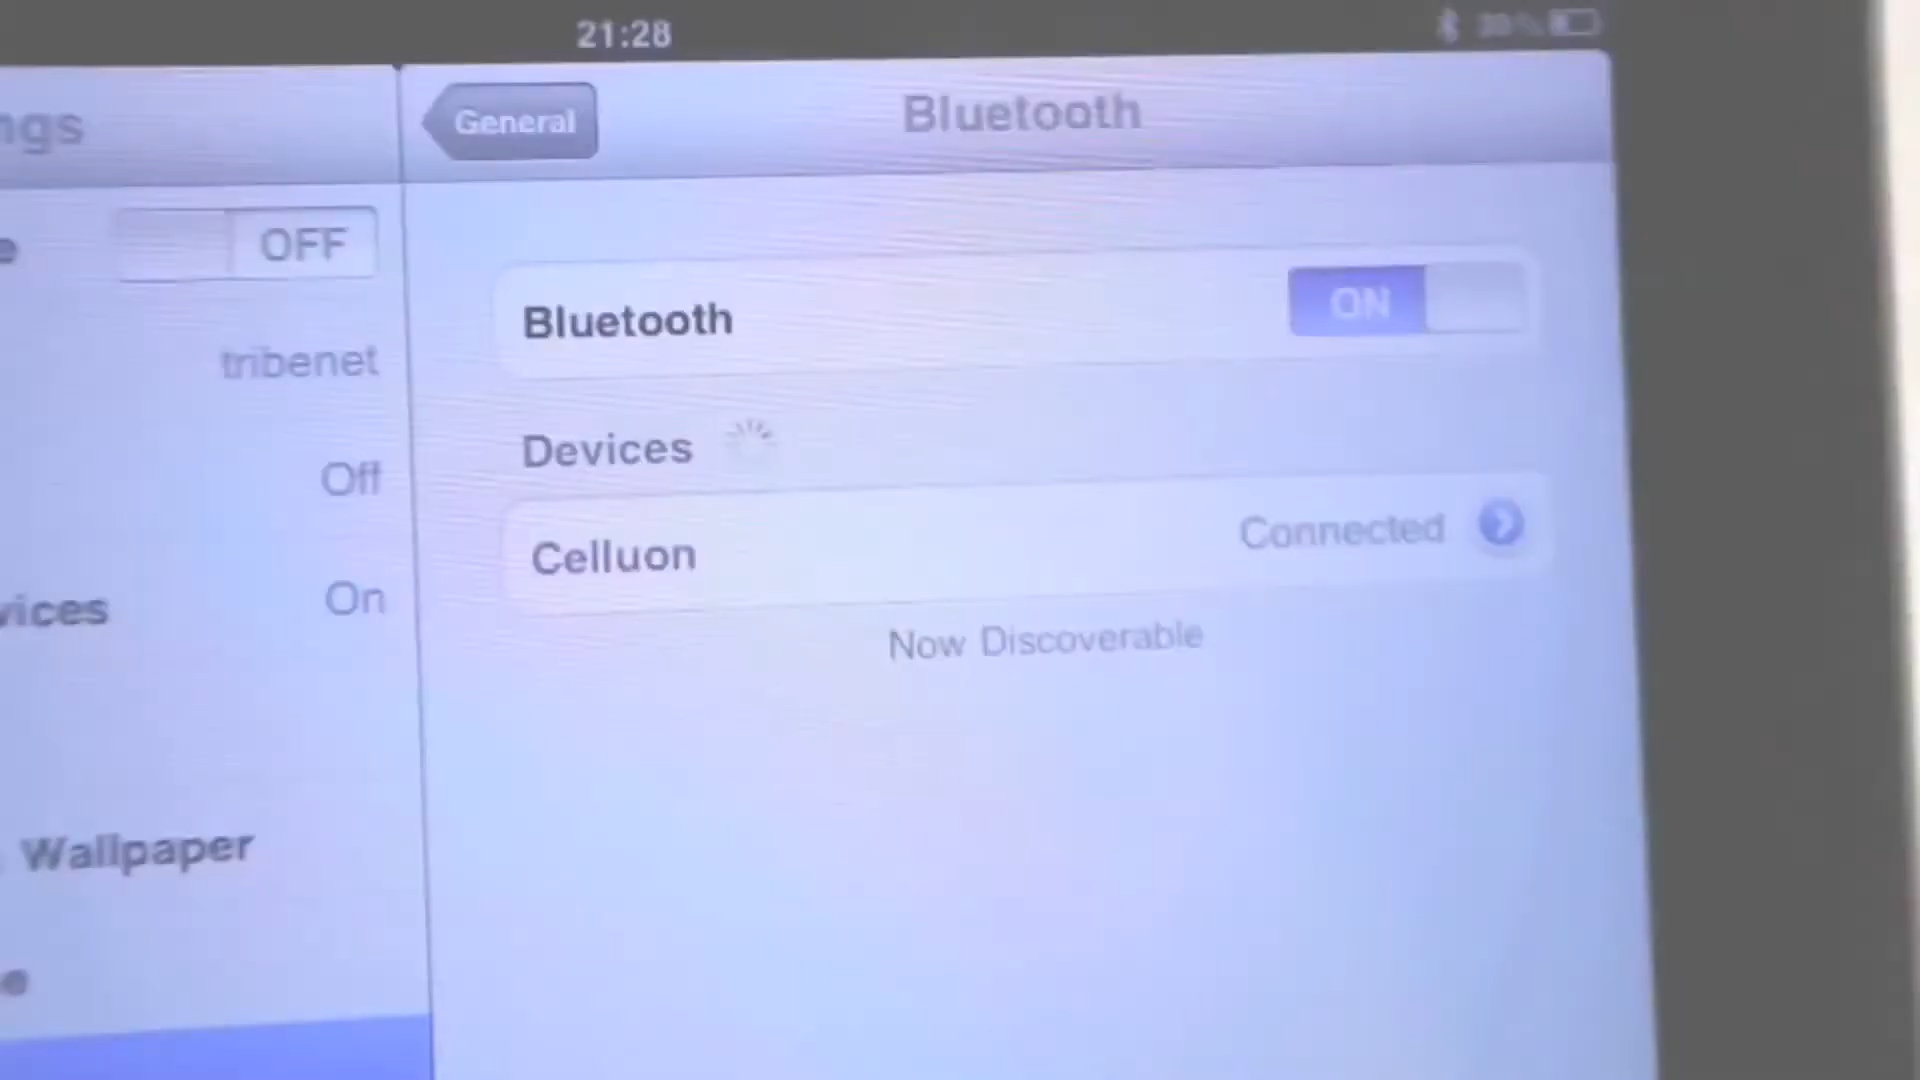 21:28
ngs
General
Bluetooth
e
OFF
Bluetooth
ON
tribenet
Devices
Off
Celluon
Connected
vices
On
Now Discoverable
Wallpaper
e